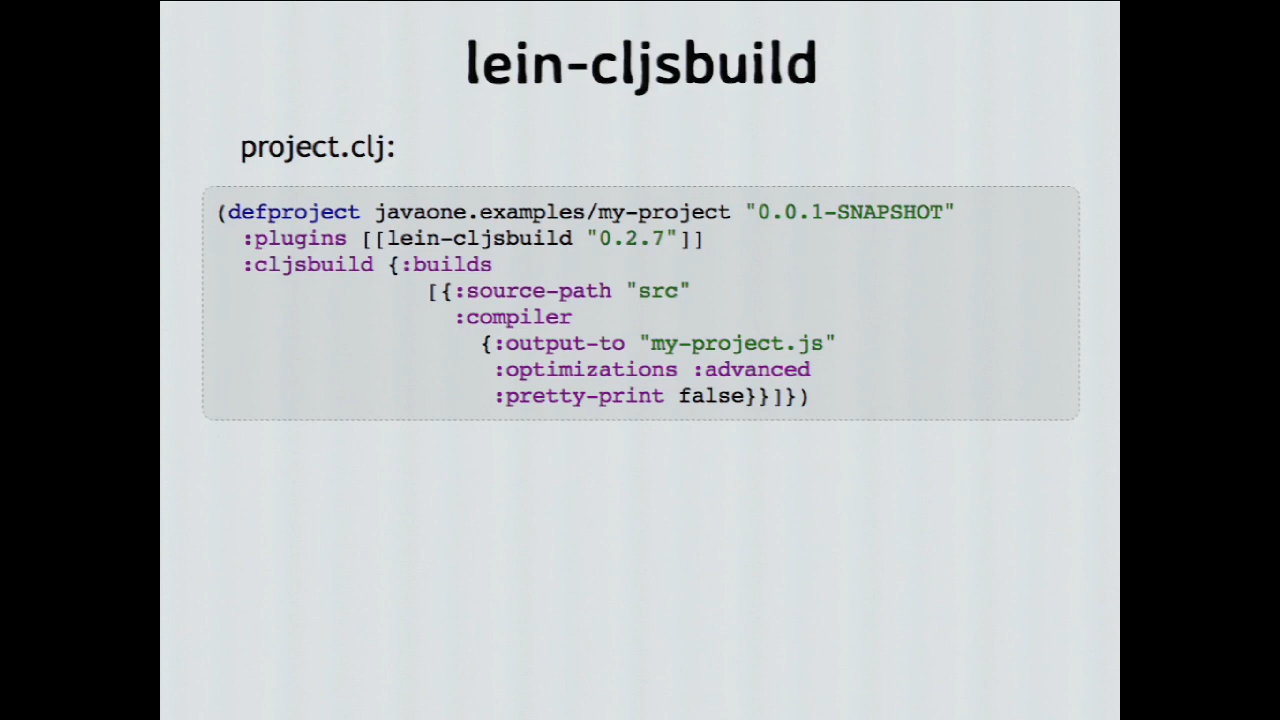 lein-cljsbuild
project.clj:
(defproject javaone.examples/my-project "0.0.1-SNAPSHOT"
  :plugins [[lein-cljsbuild "0.2.7"]]
  :cljsbuild {:builds
                [{:source-path "src"
                  :compiler
                    {:output-to "my-project.js"
                     :optimizations :advanced
                     :pretty-print false}}]})